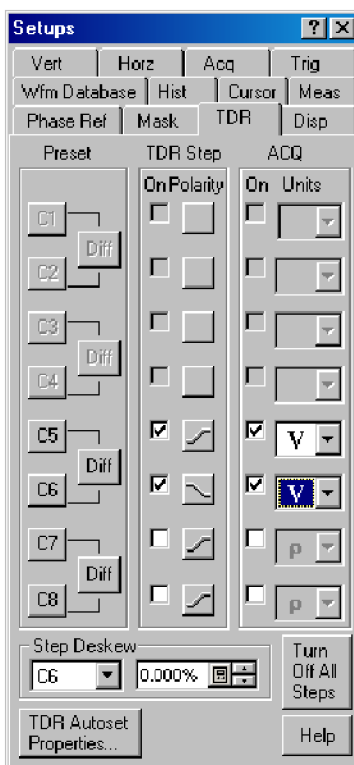 Setups
Vert Horz Acq Trig
Wfm Database Hist Cursor Meas
Phase Ref Mask TDR Disp
Preset TDR Step ACQ
On Polarity On Units
C1
Diff
C2
C3
Diff
C4
C5 V
Diff
C6 V
C7 ρ
Diff
C8 ρ
Step Deskew
C6 0.000%
Turn
Off All
Steps
TDR Autoset
Properties...
Help